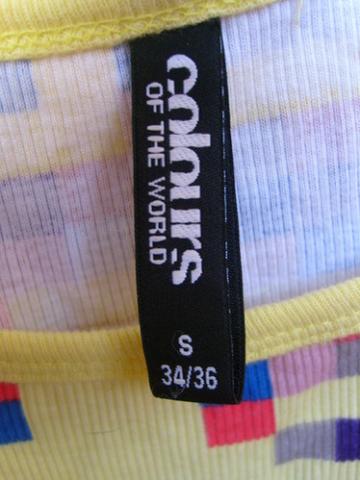 colours
OF THE WORLD
S
34/36